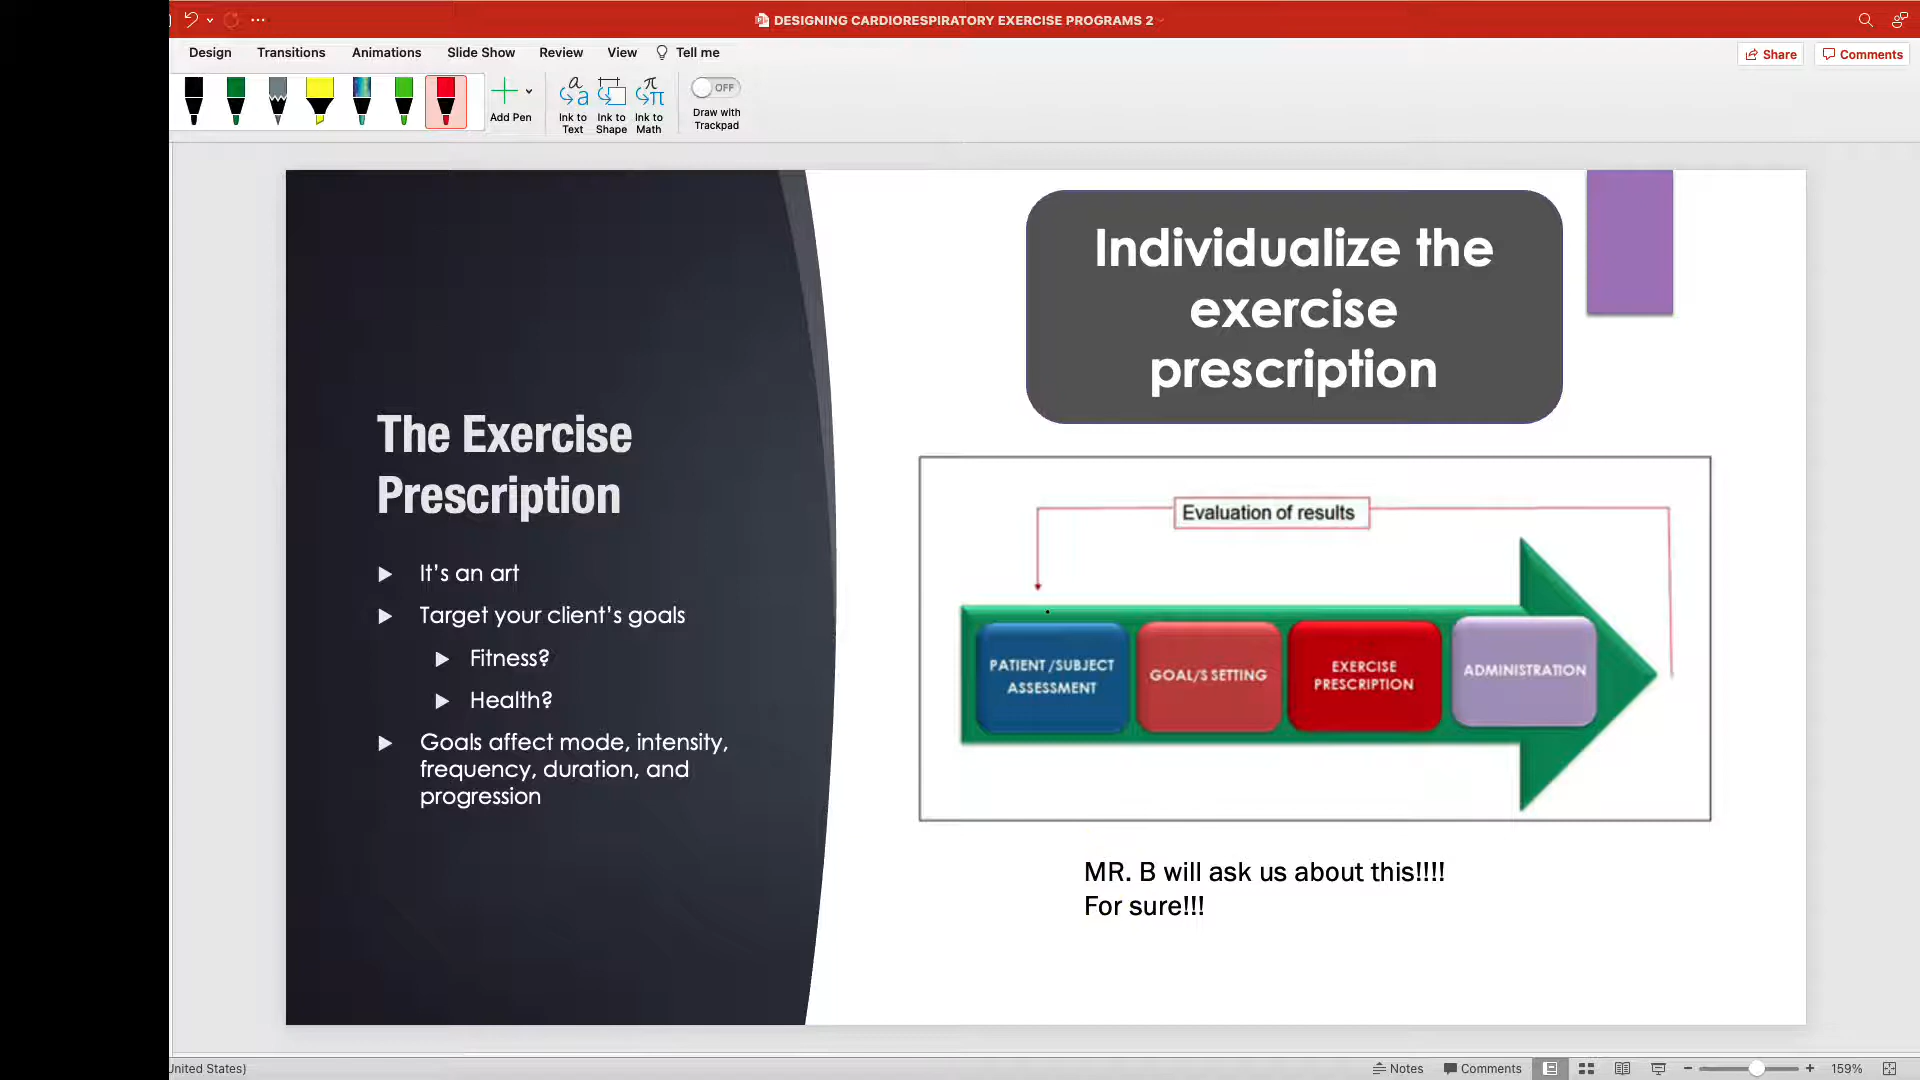 DESIGNING CARDIORESPIRATORY EXERCISE PROGRAMS 2
Design Transitions Animations Slide Show Review View Tell me
Share Comments
Add Pen
Ink to Text
Ink to Shape
Ink to Math
OFF
Draw with Trackpad
The Exercise
Prescription
It's an art
Target your client's goals
Fitness?
Health?
Goals affect mode, intensity,
frequency, duration, and
progression
Individualize the
exercise
prescription
Evaluation of results
PATIENT /SUBJECT
ASSESSMENT
GOAL/S SETTING
EXERCISE
PRESCRIPTION
ADMINISTRATION
MR. B will ask us about this!!!!
For sure!!!
United States)
Notes Comments 159%